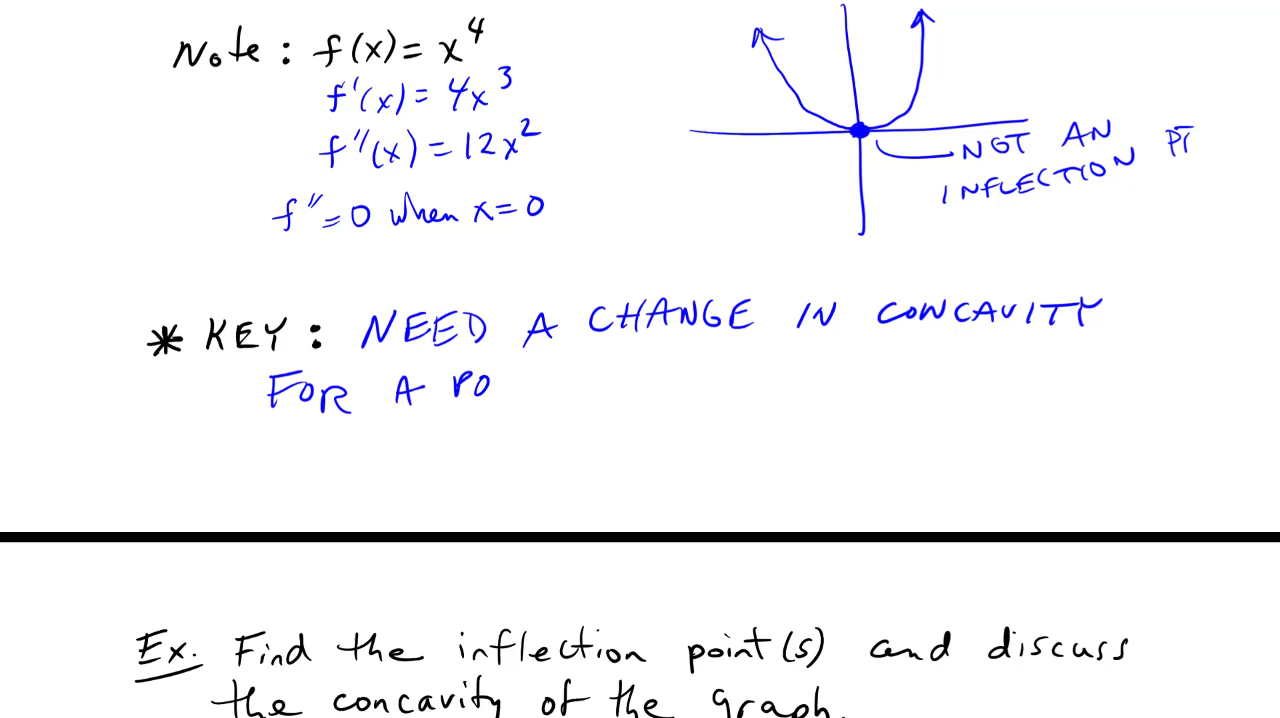 Note: f(x) = x^4
f'(x) = 4x^3
f''(x) = 12x^2
f'' = 0 when x = 0
NOT AN
INFLECTION PT
* KEY: NEED A CHANGE IN CONCAVITY
FOR A PO
Ex. Find the inflection point(s) and discuss
the concavity of the graph.